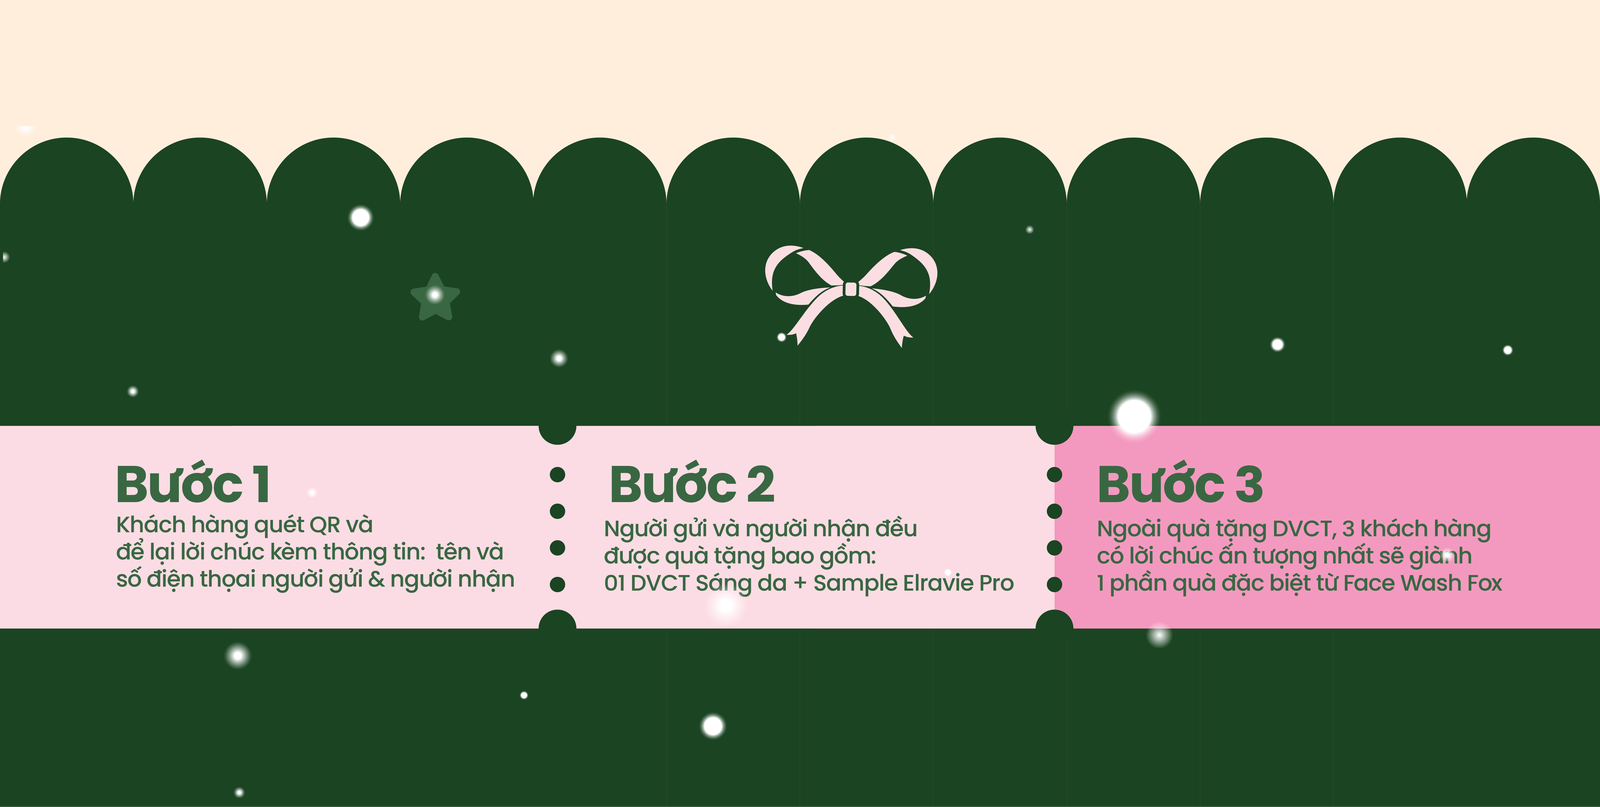 Bước 1
Khách hàng quét QR và
để lại lời chúc kèm thông tin: tên và
số điện thoại người gửi & người nhận
Bước 2
Người gửi và người nhận đều
được quà tặng bao gồm:
01 DVCT Sáng da + Sample Elravie Pro
Bước 3
Ngoài quà tặng DVCT, 3 khách hàng
có lời chúc ấn tượng nhất sẽ giành
1 phần quà đặc biệt từ Face Wash Fox